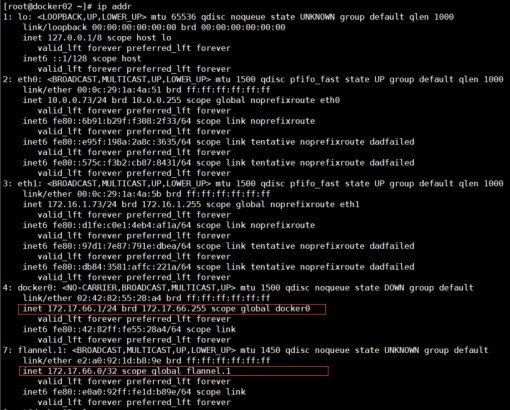 [root@docker02 ~]# ip addr
1: lo: <LOOPBACK,UP,LOWER_UP> mtu 65536 qdisc noqueue state UNKNOWN group default qlen 1000
link/loopback 00:00:00:00:00:00 brd 00:00:00:00:00:00
inet 127.0.0.1/8 scope host lo
valid_lft forever preferred_lft forever
inet6 ::1/128 scope host
valid_lft forever preferred_lft forever
2: eth0: <BROADCAST,MULTICAST,UP,LOWER_UP> mtu 1500 qdisc pfifo_fast state UP group default qlen 1000
link/ether 00:0c:29:1a:4a:51 brd ff:ff:ff:ff:ff:ff
inet 10.0.0.73/24 brd 10.0.0.255 scope global noprefixroute eth0
valid_lft forever preferred_lft forever
inet6 fe80::6b91:b29f:f308:2f33/64 scope link noprefixroute
valid_lft forever preferred_lft forever
inet6 fe80::e95f:198a:2a8c:3635/64 scope link tentative noprefixroute dadfailed
valid_lft forever preferred_lft forever
inet6 fe80::575c:f3b2:cb87:8431/64 scope link tentative noprefixroute dadfailed
valid_lft forever preferred_lft forever
3: eth1: <BROADCAST,MULTICAST,UP,LOWER_UP> mtu 1500 qdisc pfifo_fast state UP group default qlen 1000
link/ether 00:0c:29:1a:4a:5b brd ff:ff:ff:ff:ff:ff
inet 172.16.1.73/24 brd 172.16.1.255 scope global noprefixroute eth1
valid_lft forever preferred_lft forever
inet6 fe80::d1fe:c0e1:4eb4:af1a/64 scope link noprefixroute
valid_lft forever preferred_lft forever
inet6 fe80::97d1:7e87:791e:dbea/64 scope link tentative noprefixroute dadfailed
valid_lft forever preferred_lft forever
inet6 fe80::db84:3581:affc:221a/64 scope link tentative noprefixroute dadfailed
valid_lft forever preferred_lft forever
4: docker0: <NO-CARRIER,BROADCAST,MULTICAST,UP> mtu 1500 qdisc noqueue state DOWN group default
link/ether 02:42:82:55:28:a4 brd ff:ff:ff:ff:ff:ff
inet 172.17.66.1/24 brd 172.17.66.255 scope global docker0
valid_lft forever preferred_lft forever
inet6 fe80::42:82ff:fe55:28a4/64 scope link
valid_lft forever preferred_lft forever
7: flannel.1: <BROADCAST,MULTICAST,UP,LOWER_UP> mtu 1450 qdisc noqueue state UNKNOWN group default
link/ether e2:a0:92:1d:b8:9e brd ff:ff:ff:ff:ff:ff
inet 172.17.66.0/32 scope global flannel.1
valid_lft forever preferred_lft forever
inet6 fe80::e0a0:92ff:fe1d:b89e/64 scope link
valid_lft forever preferred_lft forever